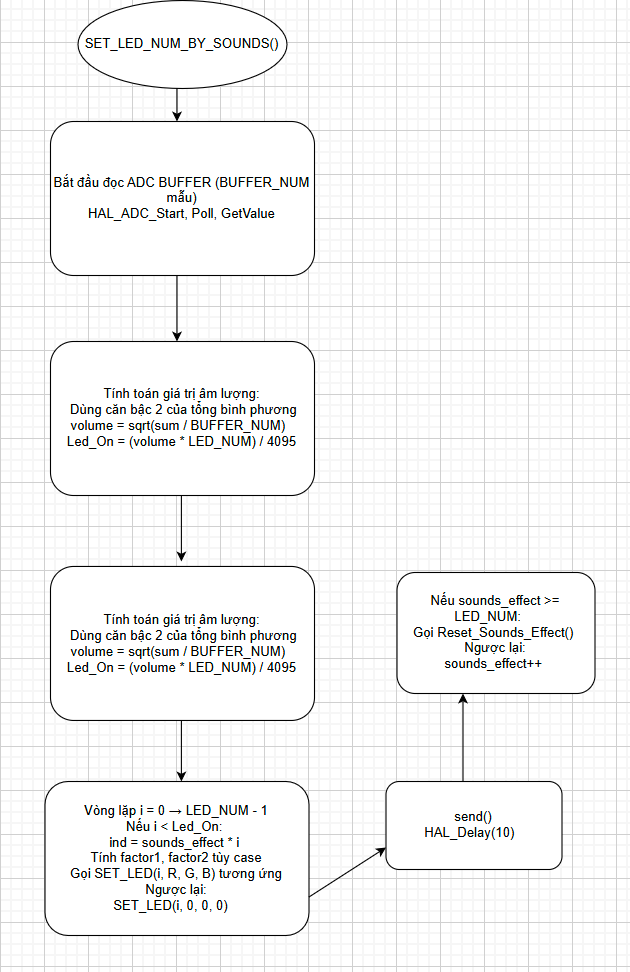 SET_LED_NUM_BY_SOUNDS()
Bắt đầu đọc ADC BUFFER (BUFFER_NUM
mẫu)
HAL_ADC_Start, Poll, GetValue
Tính toán giá trị âm lượng:
Dùng căn bậc 2 của tổng bình phương
volume = sqrt(sum / BUFFER_NUM)
Led_On = (volume * LED_NUM) / 4095
Tính toán giá trị âm lượng:
Dùng căn bậc 2 của tổng bình phương
volume = sqrt(sum / BUFFER_NUM)
Led_On = (volume * LED_NUM) / 4095
Vòng lặp i = 0 → LED_NUM - 1
Nếu i < Led_On:
ind = sounds_effect * i
Tính factor1, factor2 tùy case
Gọi SET_LED(i, R, G, B) tương ứng
Ngược lại:
SET_LED(i, 0, 0, 0)
send()
HAL_Delay(10)
Nếu sounds_effect >=
LED_NUM:
Gọi Reset_Sounds_Effect()
Ngược lại:
sounds_effect++